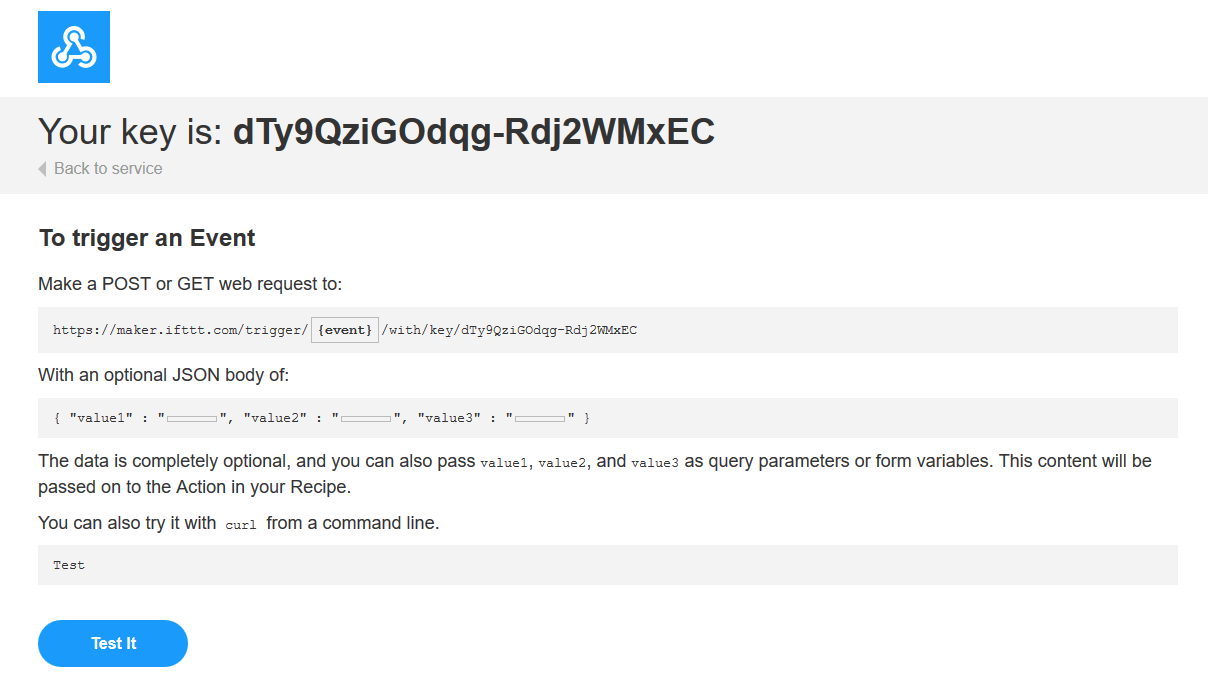 Your key is: dTy9QziGOdqg-Rdj2WMxEC
Back to service
To trigger an Event
Make a POST or GET web request to:
https://maker.ifttt.com/trigger/ {event} /with/key/dTy9QziGOdqg-Rdj2WMxEC
With an optional JSON body of:
{ "value1" : "", "value2" : "", "value3" : "" }
The data is completely optional, and you can also pass value1, value2, and value3 as query parameters or form variables. This content will be
passed on to the Action in your Recipe.
You can also try it with curl from a command line.
Test
Test It